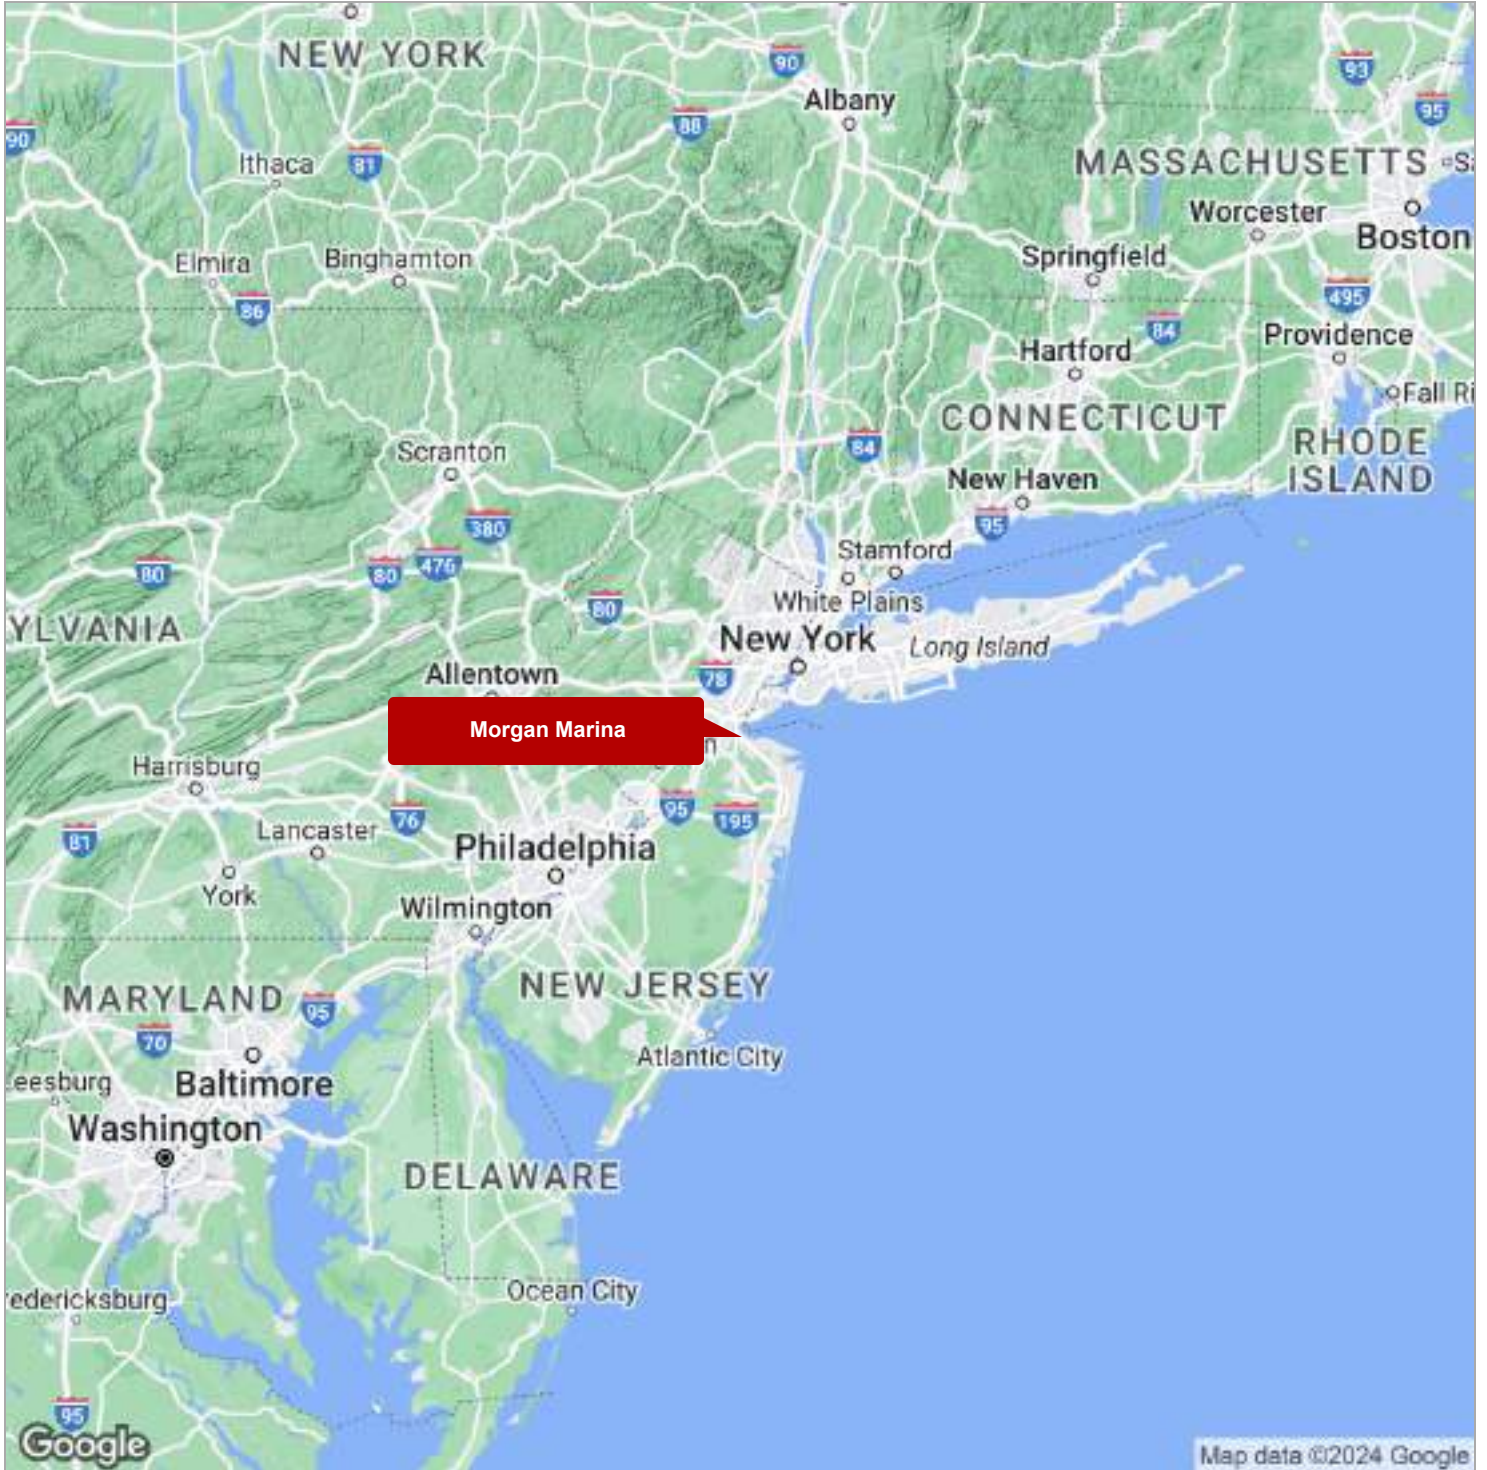 NEW YORK
90
Albany
93
95
88
90
Ithaca
81
MASSACHUSETTS
Worcester
Boston
Elmira
Binghamton
Springfield
86
495
84
Providence
Hartford
CONNECTICUT
84
RHODE
ISLAND
Scranton
New Haven
95
380
Stamford
80
80
476
White Plains
80
YLVANIA
New York
Long Island
Allentown
78
Morgan Marina
n
Harrisburg
95
195
76
81
Lancaster
Philadelphia
York
Wilmington
NEW JERSEY
MARYLAND
95
70
Atlantic City
eesburg
Baltimore
Washington
DELAWARE
Ocean City
edericksburg
95
Google
Map data ©2024 Google
Fall Ri